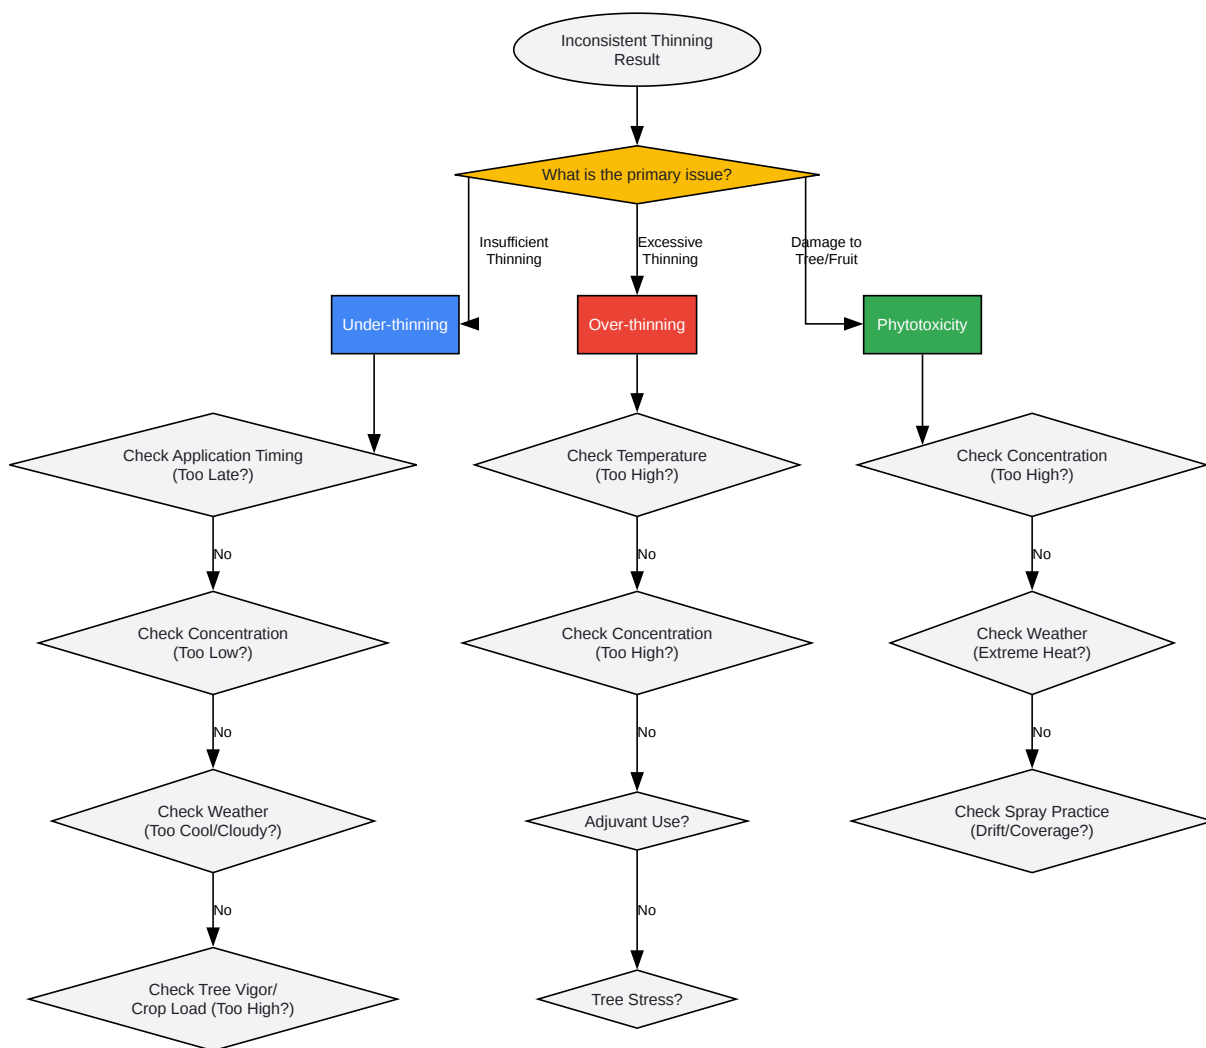 Inconsistent Thinning
Result
What is the primary issue?
Insufficient
Thinning
Excessive
Thinning
Damage to
Tree/Fruit
Under-thinning
Over-thinning
Phytotoxicity
Check Application Timing
(Too Late?)
Check Temperature
(Too High?)
Check Concentration
(Too High?)
No
No
No
Check Concentration
(Too Low?)
Check Concentration
(Too High?)
Check Weather
(Extreme Heat?)
No
No
No
Check Weather
(Too Cool/Cloudy?)
Adjuvant Use?
Check Spray Practice
(Drift/Coverage?)
No
No
Check Tree Vigor/
Crop Load (Too High?)
Tree Stress?